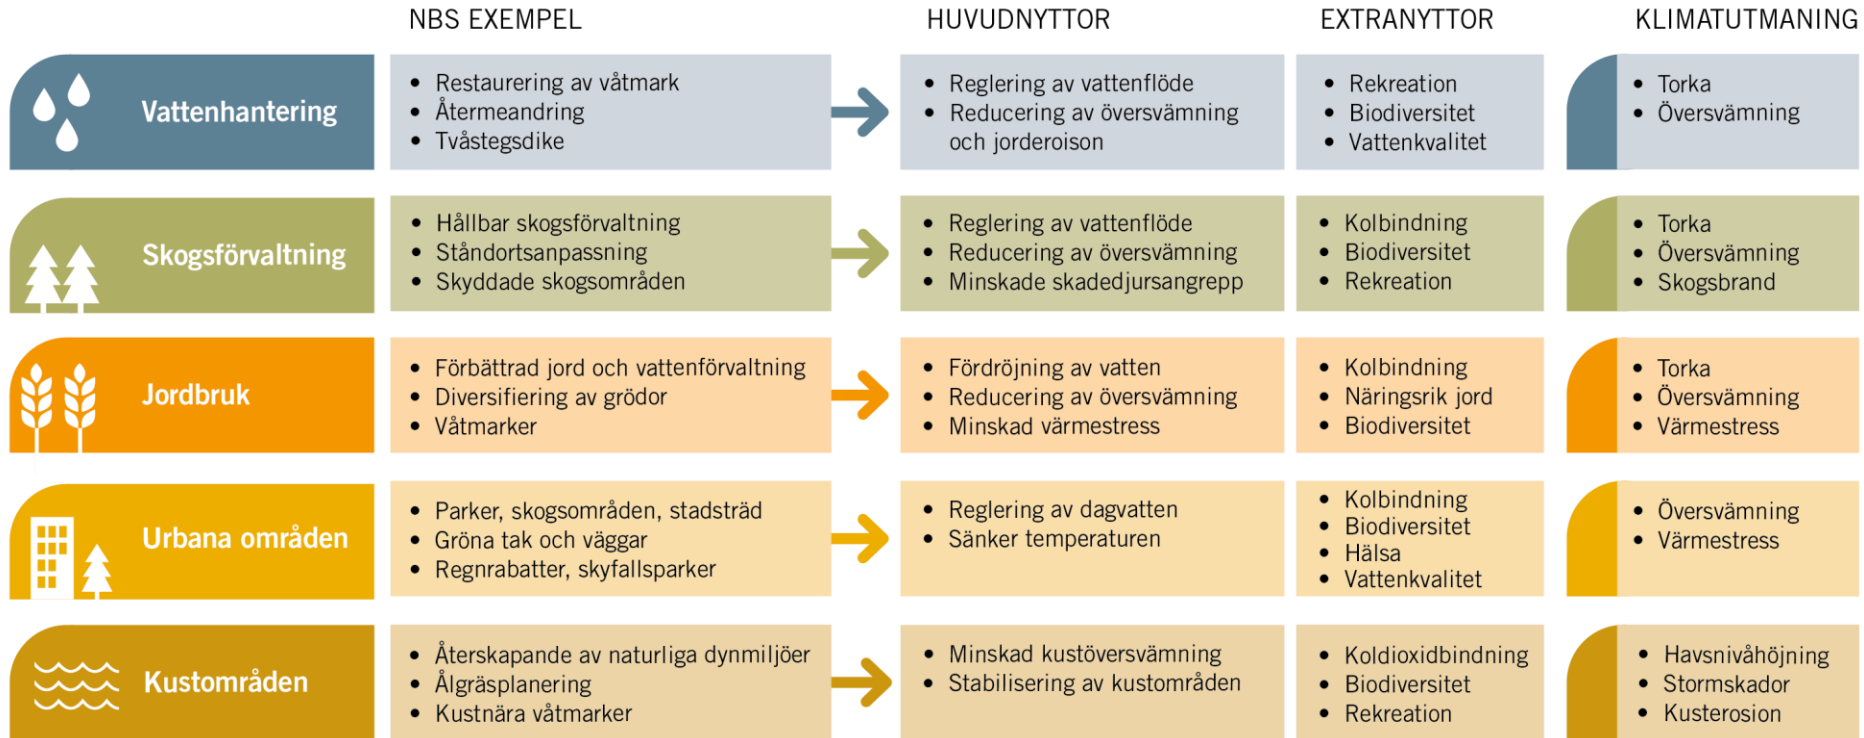 NBS EXEMPEL
HUVUDNYTTOR
EXTRANYTTOR
KLIMATUTMANING
Vattenhantering
• Restaurering av våtmark
• Återmeandring
• Tvåstegsdike
• Reglering av vattenflöde
• Reducering av översvämning
och jorderoison
• Rekreation
• Biodiversitet
• Vattenkvalitet
• Torka
• Översvämning
Skogsförvaltning
• Hållbar skogsförvaltning
• Ståndortsanpassning
• Skyddade skogsområden
• Reglering av vattenflöde
• Reducering av översvämning
• Minskade skadedjursangrepp
• Kolbindning
• Biodiversitet
• Rekreation
• Torka
• Översvämning
• Skogsbrand
Jordbruk
• Förbättrad jord och vattenförvaltning
• Diversifiering av grödor
• Våtmarker
• Fördröjning av vatten
• Reducering av översvämning
• Minskad värmestress
• Kolbindning
• Näringsrik jord
• Biodiversitet
• Torka
• Översvämning
• Värmestress
Urbana områden
• Parker, skogsområden, stadsträd
• Gröna tak och väggar
• Regnrabatter, skyfallsparker
• Reglering av dagvatten
• Sänker temperaturen
• Kolbindning
• Biodiversitet
• Hälsa
• Vattenkvalitet
• Översvämning
• Värmestress
Kustområden
• Återskapande av naturliga dynmiljöer
• Ålgräsplanering
• Kustnära våtmarker
• Minskad kustöversvämning
• Stabilisering av kustområden
• Koldioxidbindning
• Biodiversitet
• Rekreation
• Havsnivåhöjning
• Stormskador
• Kusterosion